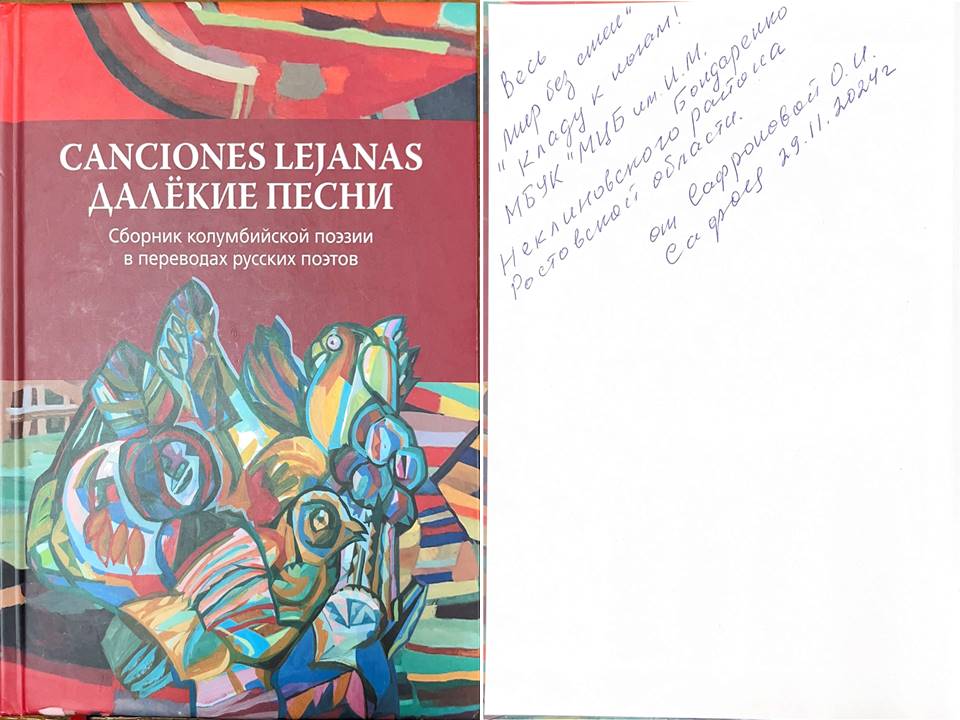 CANCIONES LEJANAS
ДАЛЁКИЕ ПЕСНИ
Сборник колумбийской поэзии
в переводах русских поэтов
Весь
мир без стен"
"Кладу к ногам!
МБУК "МЦБ им. И.М.
Бондаренко
Неклиновского района
Ростовской области.
от Сафроновой О.И.
29.11.2024г